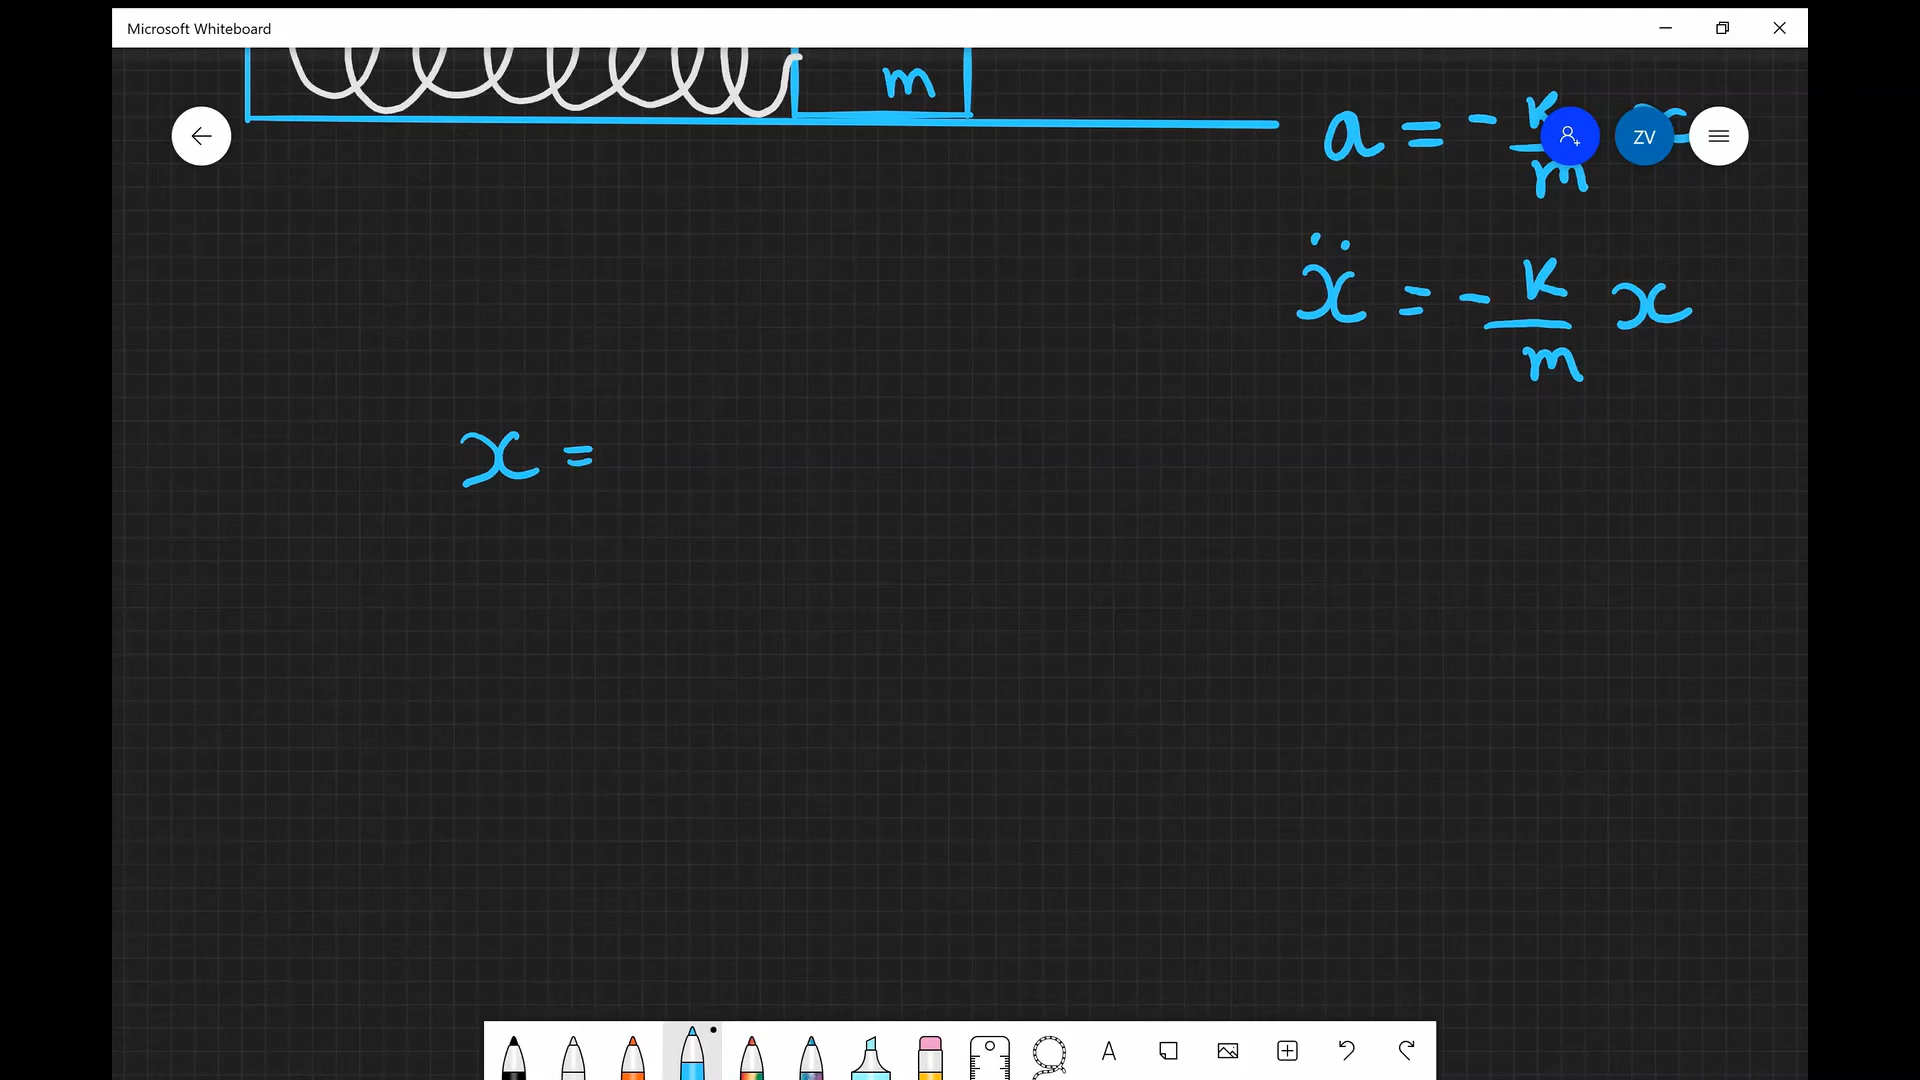 Microsoft Whiteboard
m
a = - k/m
ZV
ẍ = - k/m x
x =
A